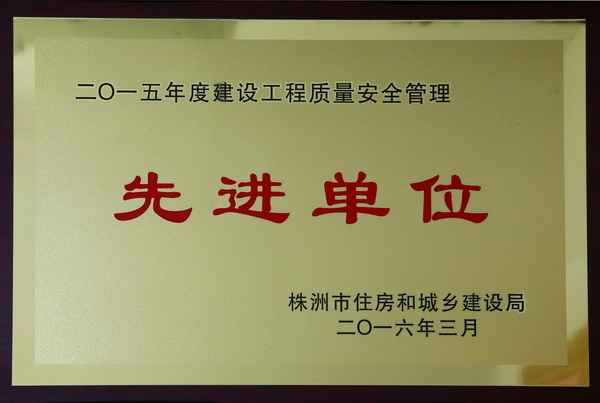 二〇一五年度建设工程质量安全管理
先进单位
株洲市住房和城乡建设局
二〇一六年三月